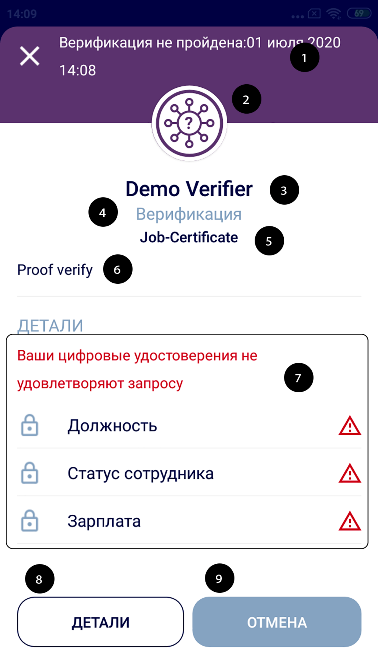 14:09
69
Верификация не пройдена:01 июля 2020
14:08
1
2
?
Demo Verifier
3
4
Верификация
Job-Certificate
5
Proof verify
6
ДЕТАЛИ
Ваши цифровые удостоверения не
удовлетворяют запросу
7
Должность
Статус сотрудника
Зарплата
8
9
ДЕТАЛИ
ОТМЕНА